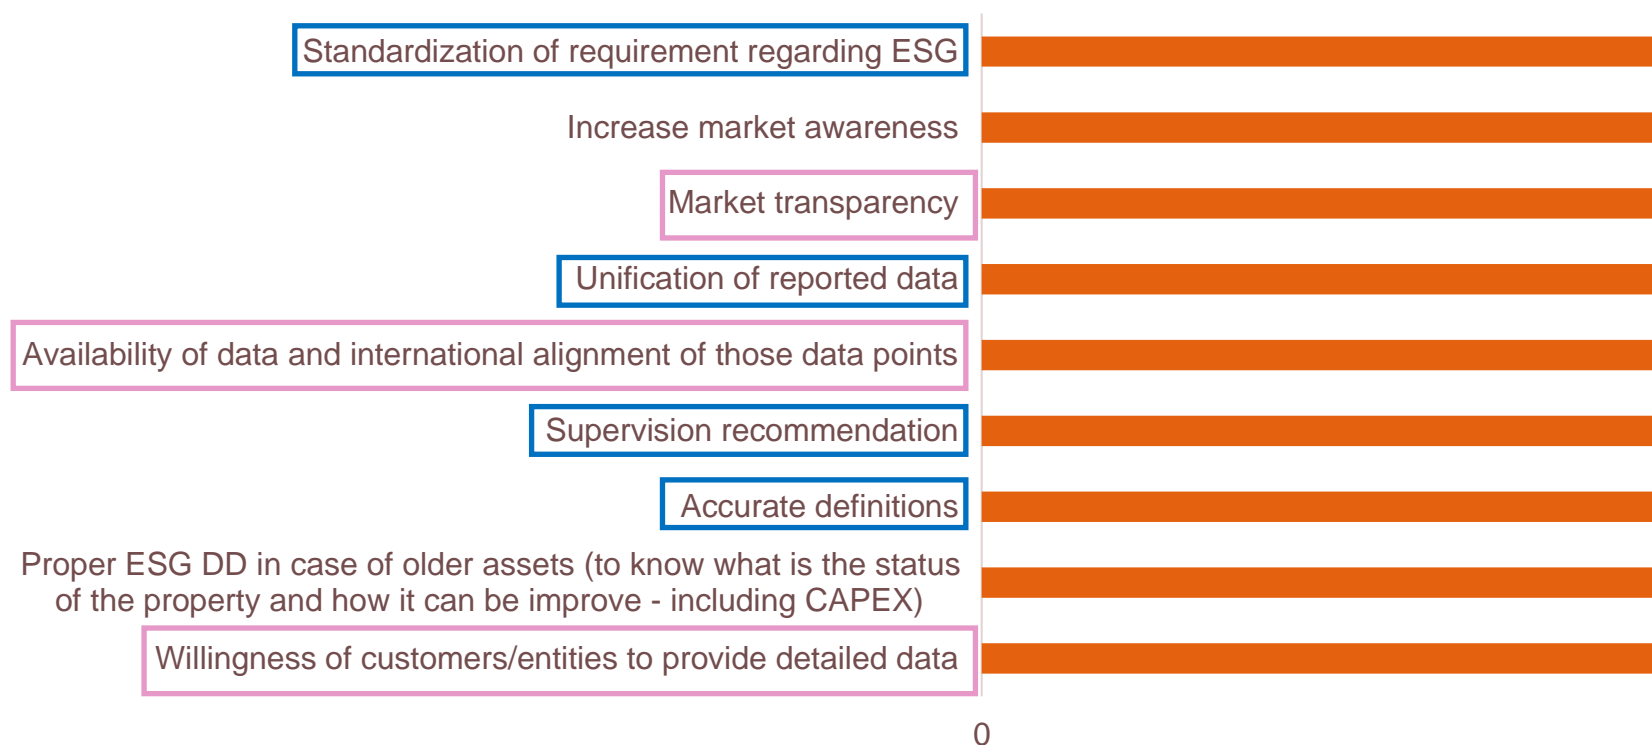 Standardization of requirement regarding ESG
Increase market awareness
Market transparency
Unification of reported data
Availability of data and international alignment of those data points
Supervision recommendation
Accurate definitions
Proper ESG DD in case of older assets (to know what is the status
of the property and how it can be improve - including CAPEX)
Willingness of customers/entities to provide detailed data
0